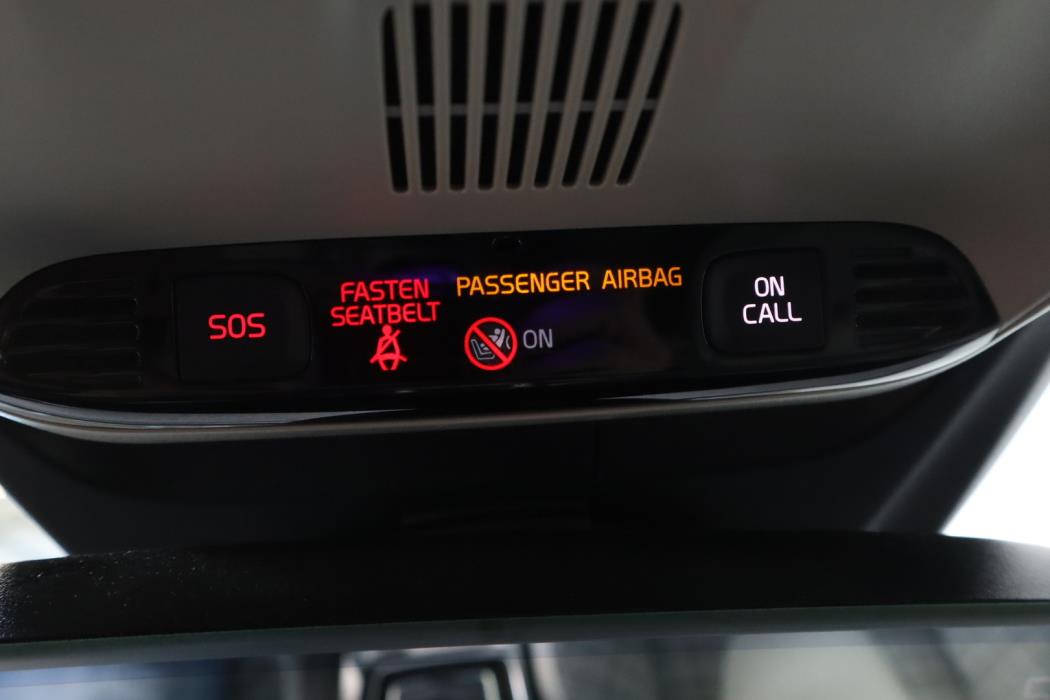 SOS
FASTEN
SEATBELT
PASSENGER AIRBAG
ON
ON
CALL